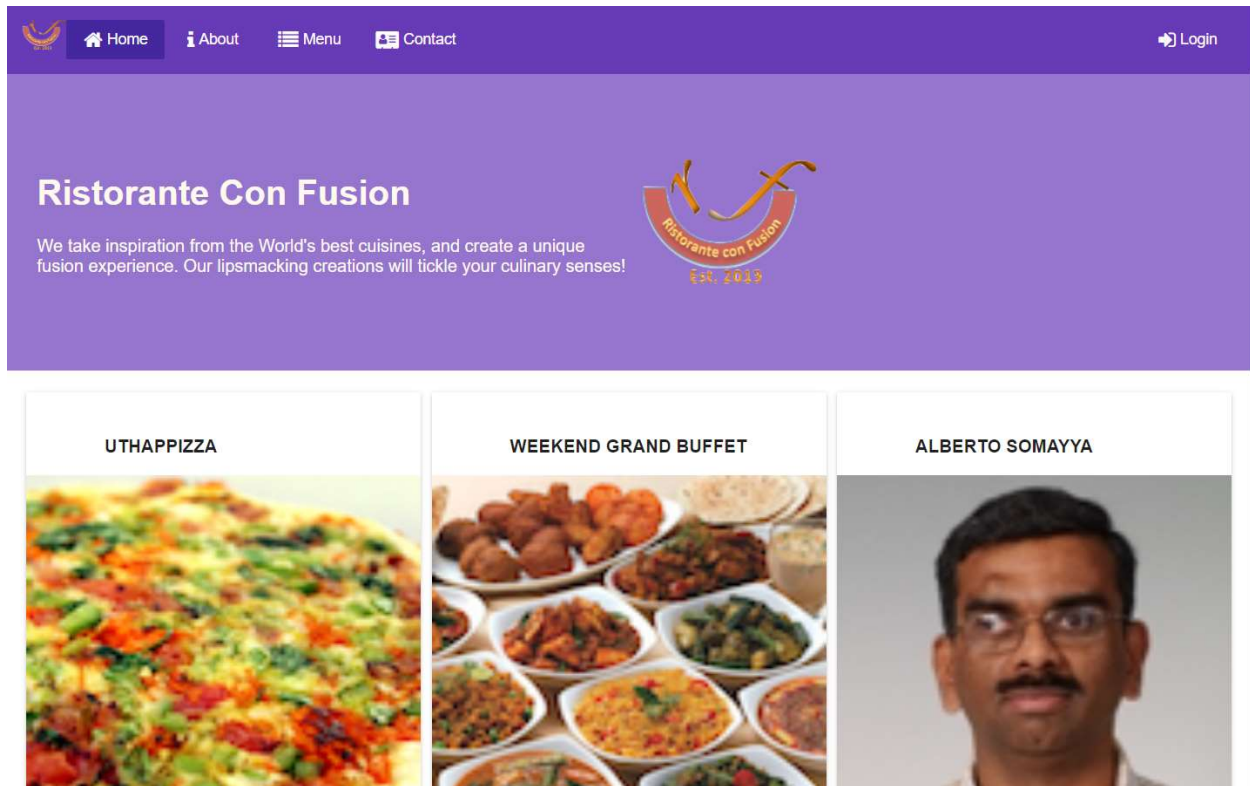 Home
About
Menu
Contact
Login
Ristorante Con Fusion
We take inspiration from the World's best cuisines, and create a unique
fusion experience. Our lipsmacking creations will tickle your culinary senses!
Ristorante con Fusion
Est. 2013
UTHAPPIZZA
WEEKEND GRAND BUFFET
ALBERTO SOMAYYA